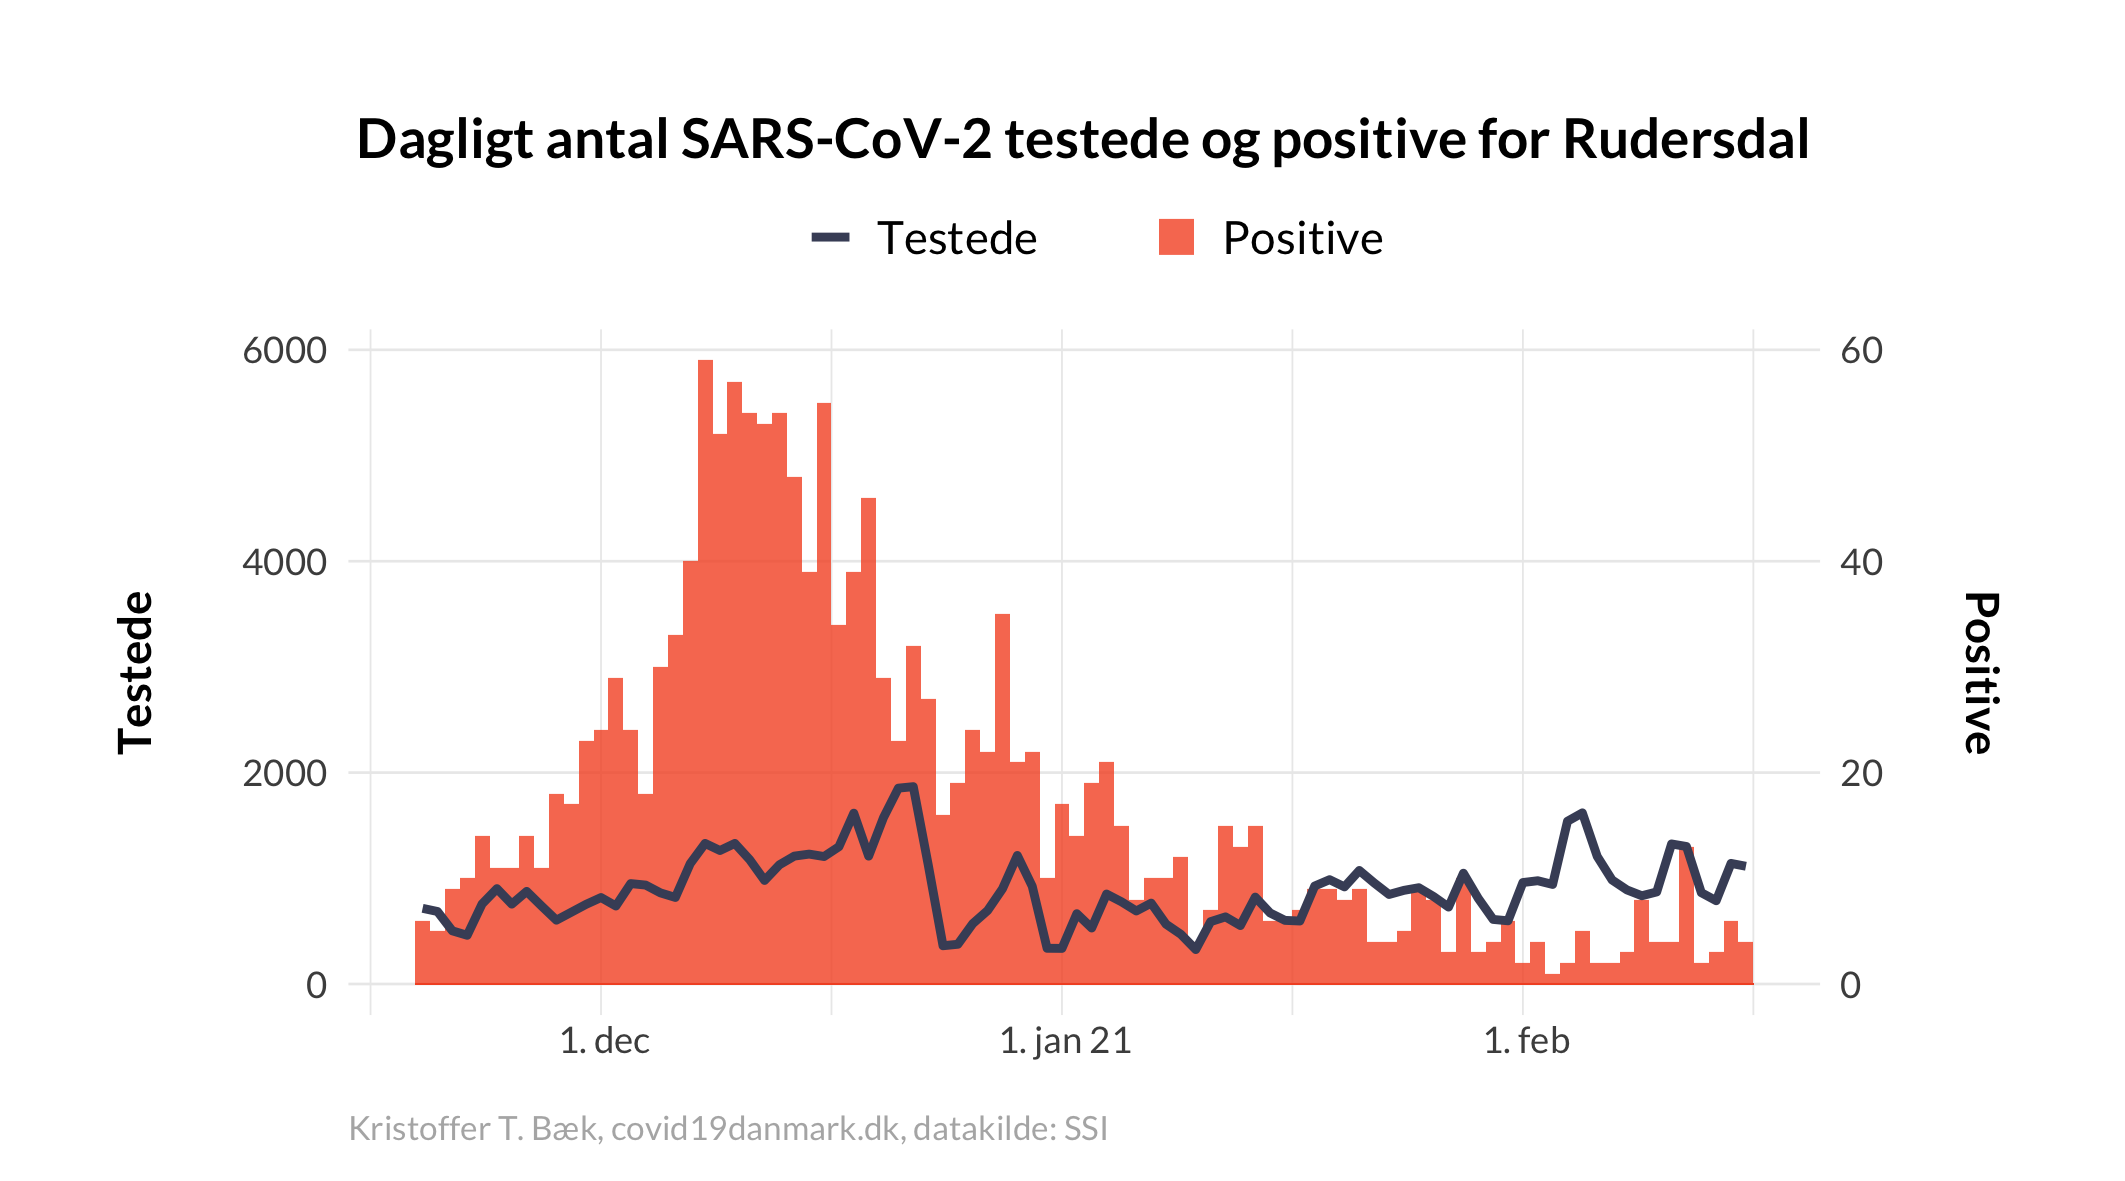 Dagligt antal SARS-CoV-2 testede og positive for Rudersdal
Testede Positive
6000 60
4000 40
2000 20
0 0
Testede
Positive
1. dec 1. jan 21 1. feb
Kristoffer T. Bæk, covid19danmark.dk, datakilde: SSI